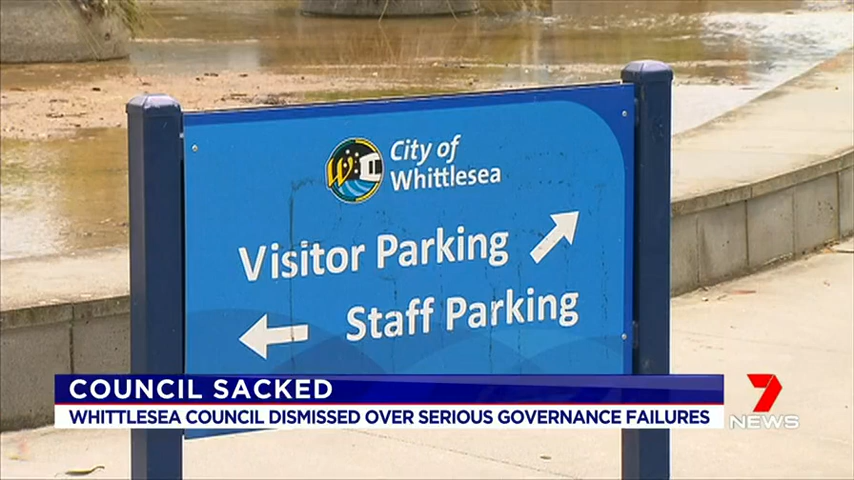 City of
Whittlesea
Visitor Parking
Staff Parking
COUNCIL SACKED
WHITTLESEA COUNCIL DISMISSED OVER SERIOUS GOVERNANCE FAILURES
7
NEWS